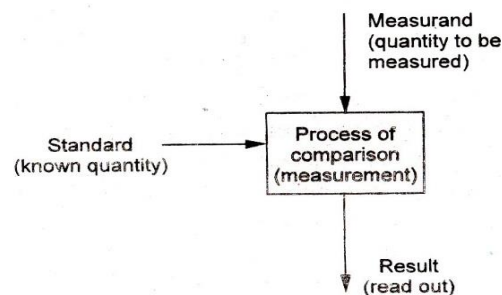 Measurand
(quantity to be
measured)
Standard
(known quantity)
Process of
comparison
(measurement)
Result
(read out)